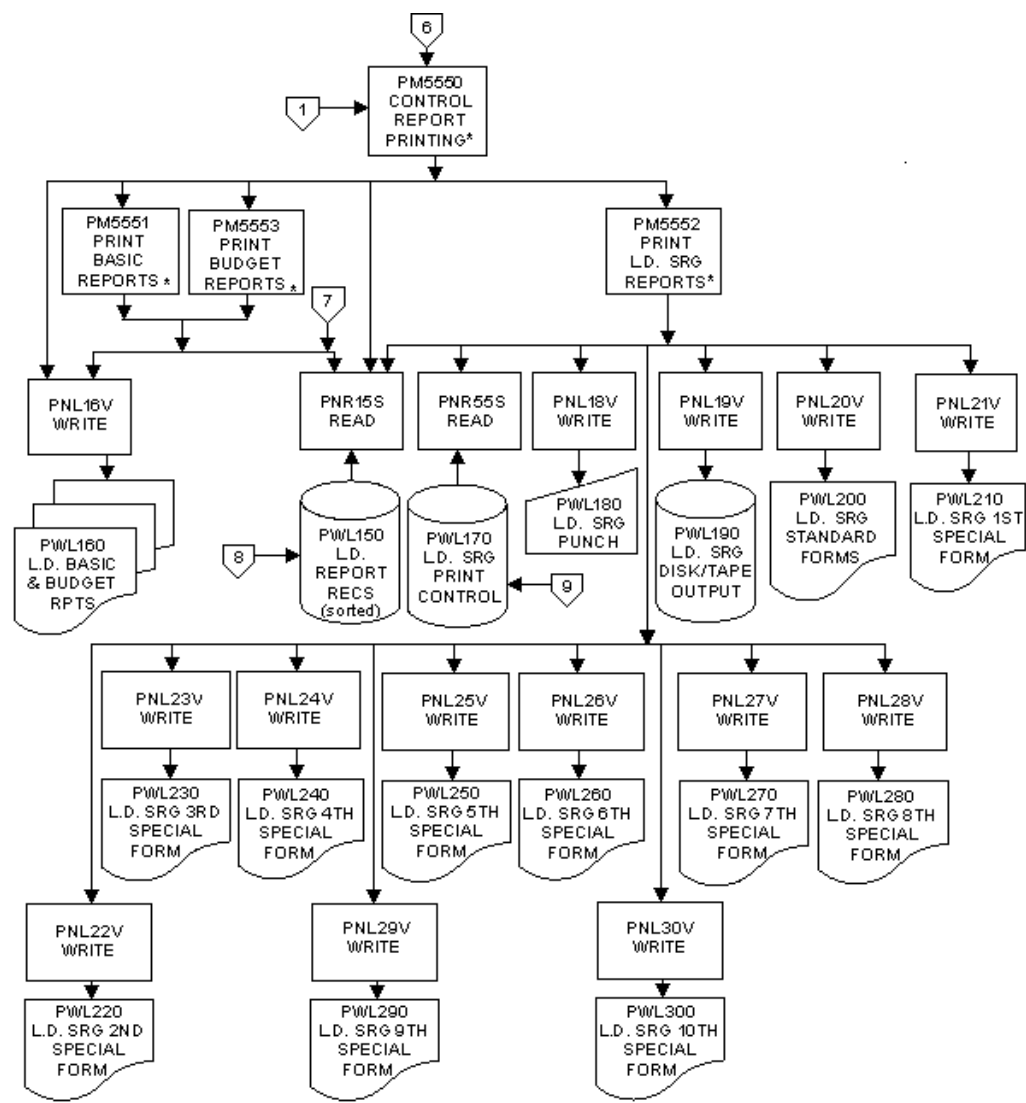 6
1
PM5550
CONTROL
REPORT
PRINTING*
PM5551
PRINT
BASIC
REPORTS *
PM5553
PRINT
BUDGET
REPORTS *
PM5552
PRINT
L.D. SRG
REPORTS*
7
PNL16V
WRITE
PNR15S
READ
PNR55S
READ
PNL18V
WRITE
PNL19V
WRITE
PNL20V
WRITE
PNL21V
WRITE
PWL160
L.D. BASIC
& BUDGET
RPTS
8
PWL150
L.D.
REPORT
RECS
(sorted)
PWL170
L.D. SRG
PRINT
CONTROL
9
PWL180
L.D. SRG
PUNCH
PWL190
L.D. SRG
DISK/TAPE
OUTPUT
PWL200
L.D. SRG
STANDARD
FORMS
PWL210
L.D. SRG 1ST
SPECIAL
FORM
PNL23V
WRITE
PNL24V
WRITE
PNL25V
WRITE
PNL26V
WRITE
PNL27V
WRITE
PNL28V
WRITE
PWL230
L.D. SRG 3RD
SPECIAL
FORM
PWL240
L.D. SRG 4TH
SPECIAL
FORM
PWL250
L.D. SRG 5TH
SPECIAL
FORM
PWL260
L.D. SRG 6TH
SPECIAL
FORM
PWL270
L.D. SRG 7TH
SPECIAL
FORM
PWL280
L.D. SRG 8TH
SPECIAL
FORM
PNL22V
WRITE
PNL29V
WRITE
PNL30V
WRITE
PWL220
L.D. SRG 2ND
SPECIAL
FORM
PWL290
L.D. SRG 9TH
SPECIAL
FORM
PWL300
L.D. SRG 10TH
SPECIAL
FORM